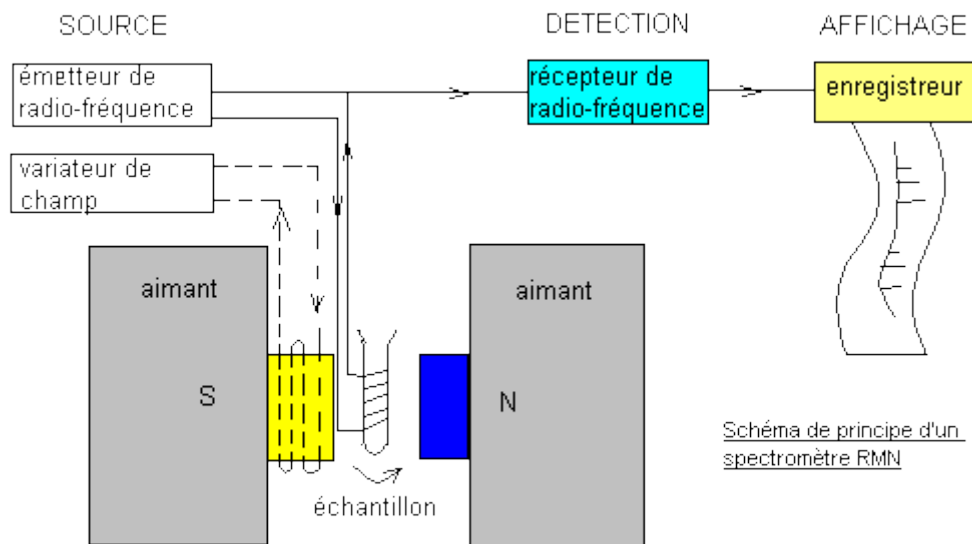 SOURCE
DETECTION
AFFICHAGE
émetteur de
radio-fréquence
récepteur de
radio-fréquence
enregistreur
variateur de
champ
aimant
aimant
S
N
échantillon
Schéma de principe d'un
spectromètre RMN